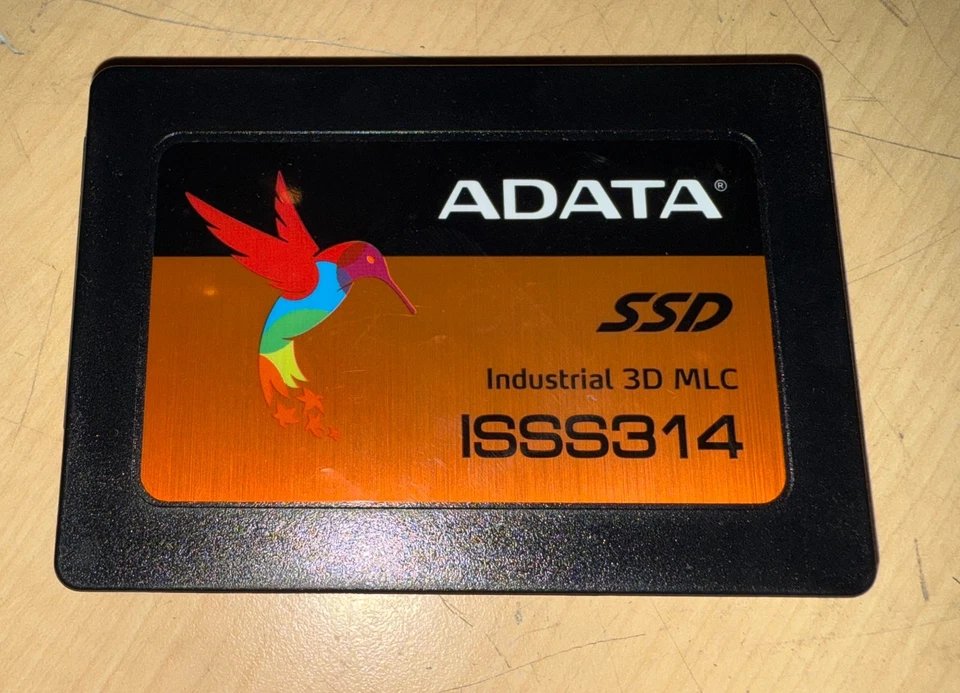 ADATA®
SSD
Industrial 3D MLC
ISSS314